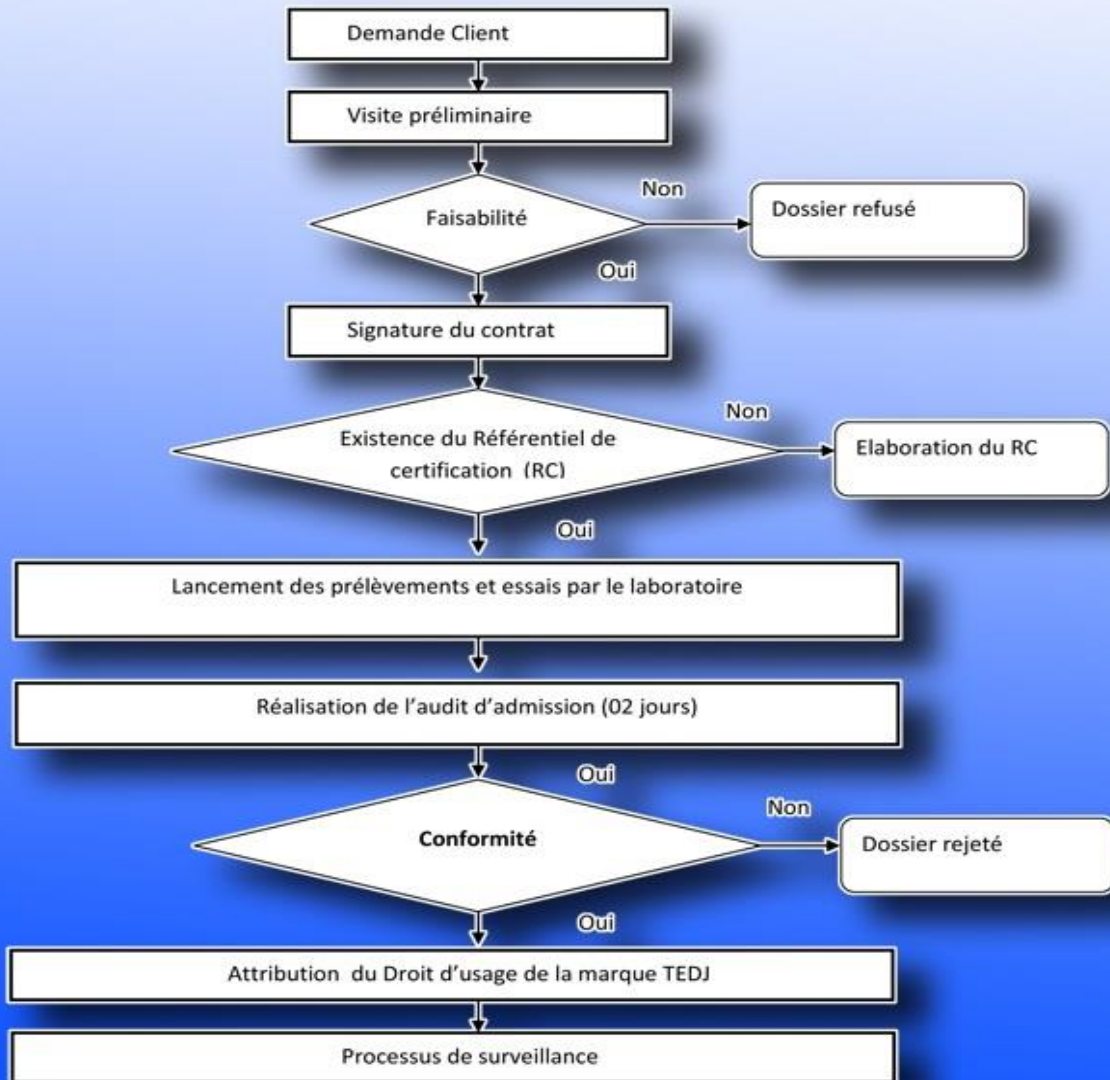 Demande Client
Visite préliminaire
Faisabilité
Non
Dossier refusé
Oui
Signature du contrat
Existence du Référentiel de
certification (RC)
Non
Elaboration du RC
Oui
Lancement des prélèvements et essais par le laboratoire
Réalisation de l’audit d’admission (02 jours)
Oui
Conformité
Non
Dossier rejeté
Oui
Attribution du Droit d’usage de la marque TEDJ
Processus de surveillance